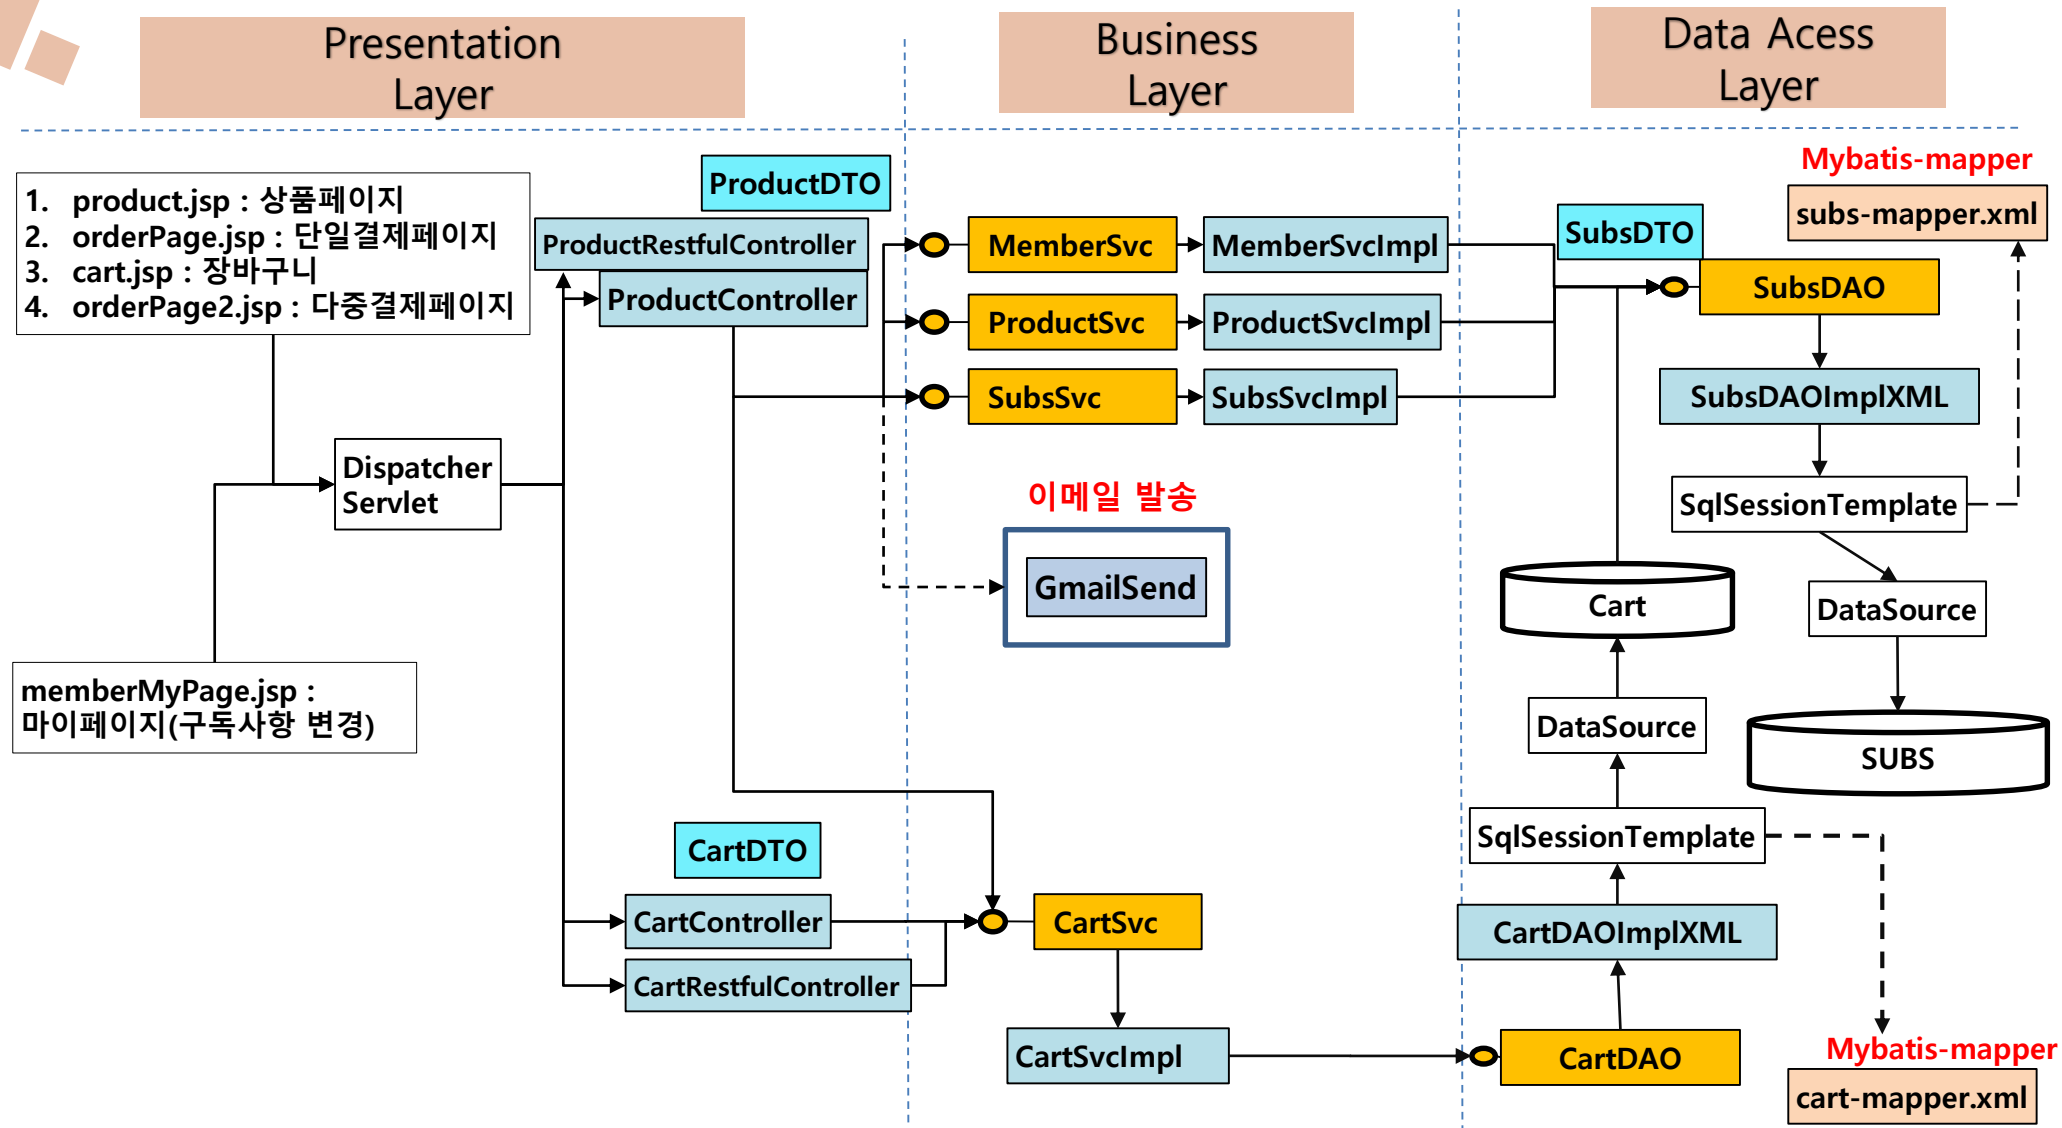 Presentation
Layer
Business
Layer
Data Acess
Layer
1. product.jsp : 상품페이지
2. orderPage.jsp : 단일결제페이지
3. cart.jsp : 장바구니
4. orderPage2.jsp : 다중결제페이지
ProductDTO
ProductRestfulController
ProductController
MemberSvc
MemberSvcImpl
ProductSvc
ProductSvcImpl
SubsSvc
SubsSvcImpl
SubsDTO
Mybatis-mapper
subs-mapper.xml
SubsDAO
SubsDAOImplXML
SqlSessionTemplate
DataSource
SUBS
Dispatcher
Servlet
이메일 발송
GmailSend
memberMyPage.jsp :
마이페이지(구독사항 변경)
Cart
DataSource
SqlSessionTemplate
CartDAOImplXML
CartDTO
CartController
CartRestfulController
CartSvc
CartSvcImpl
CartDAO
Mybatis-mapper
cart-mapper.xml